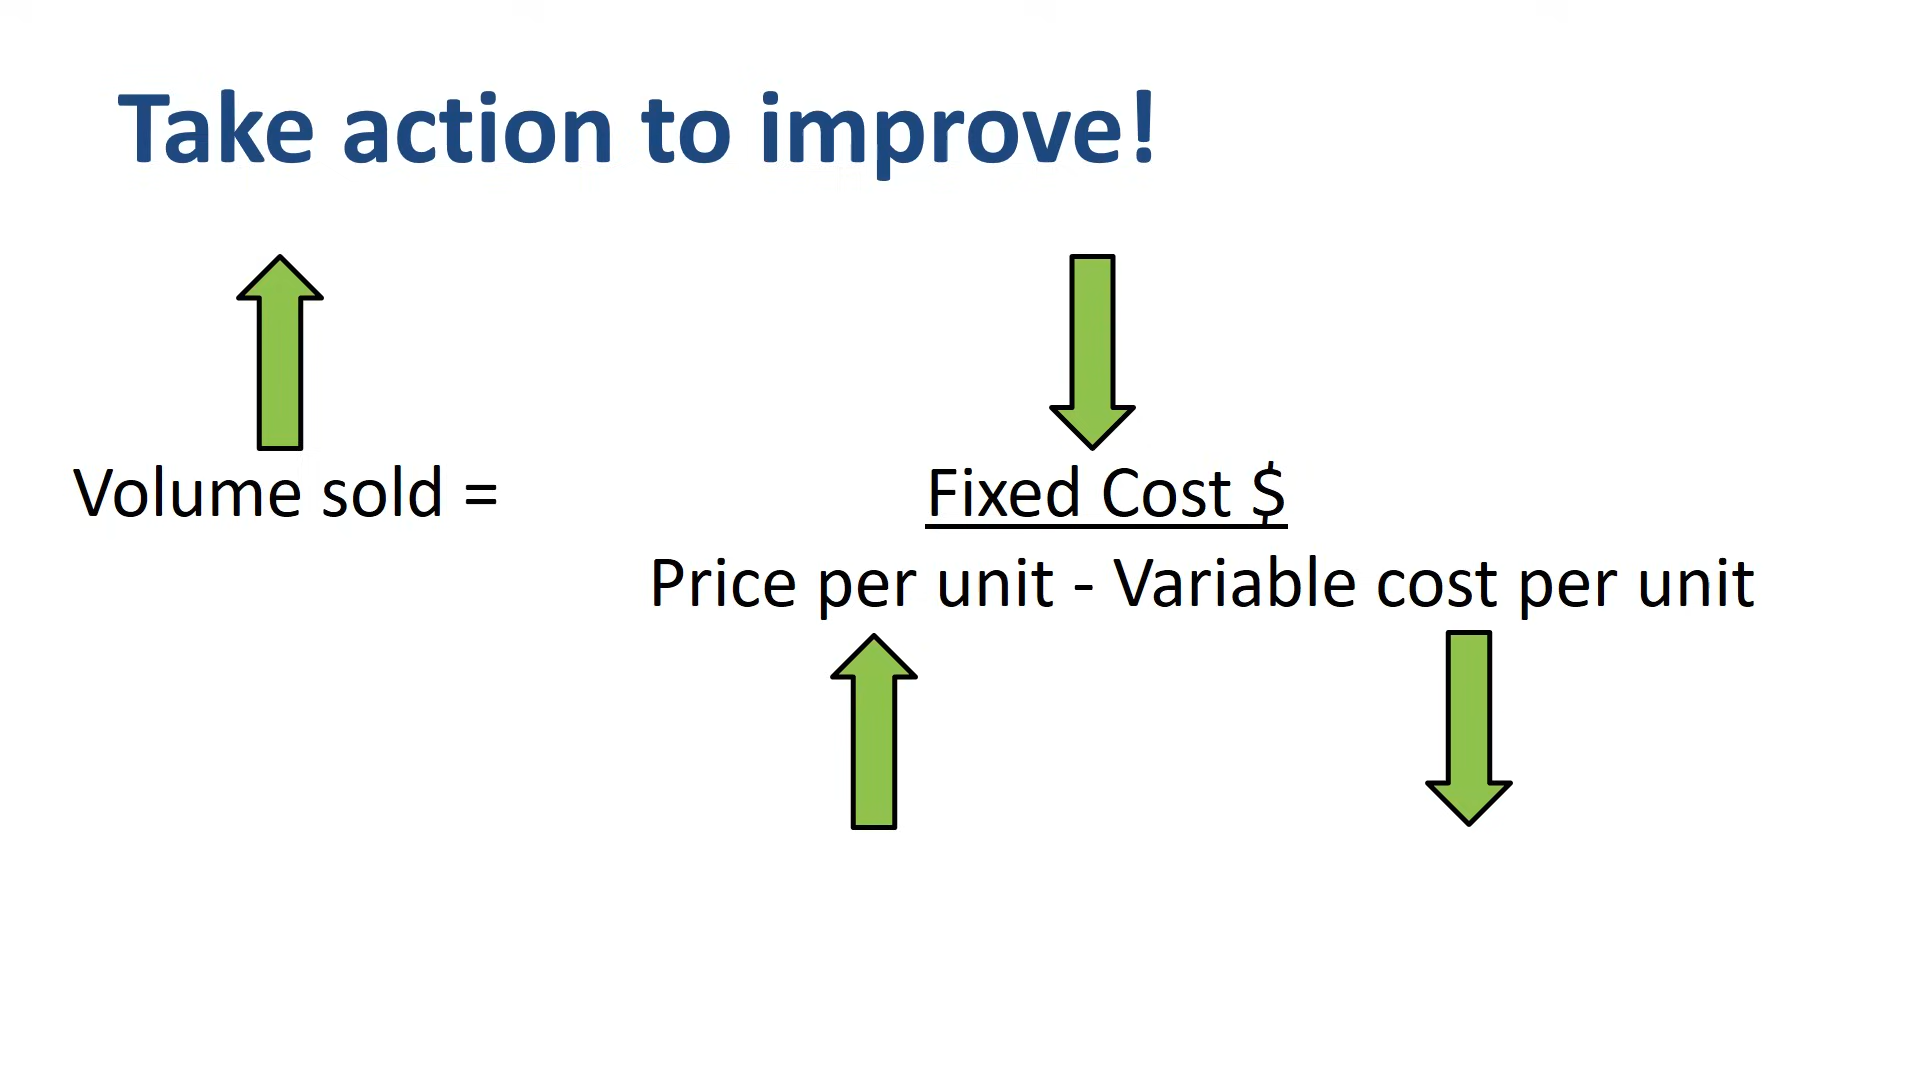 Take action to improve!
Volume sold = Fixed Cost $
Price per unit - Variable cost per unit